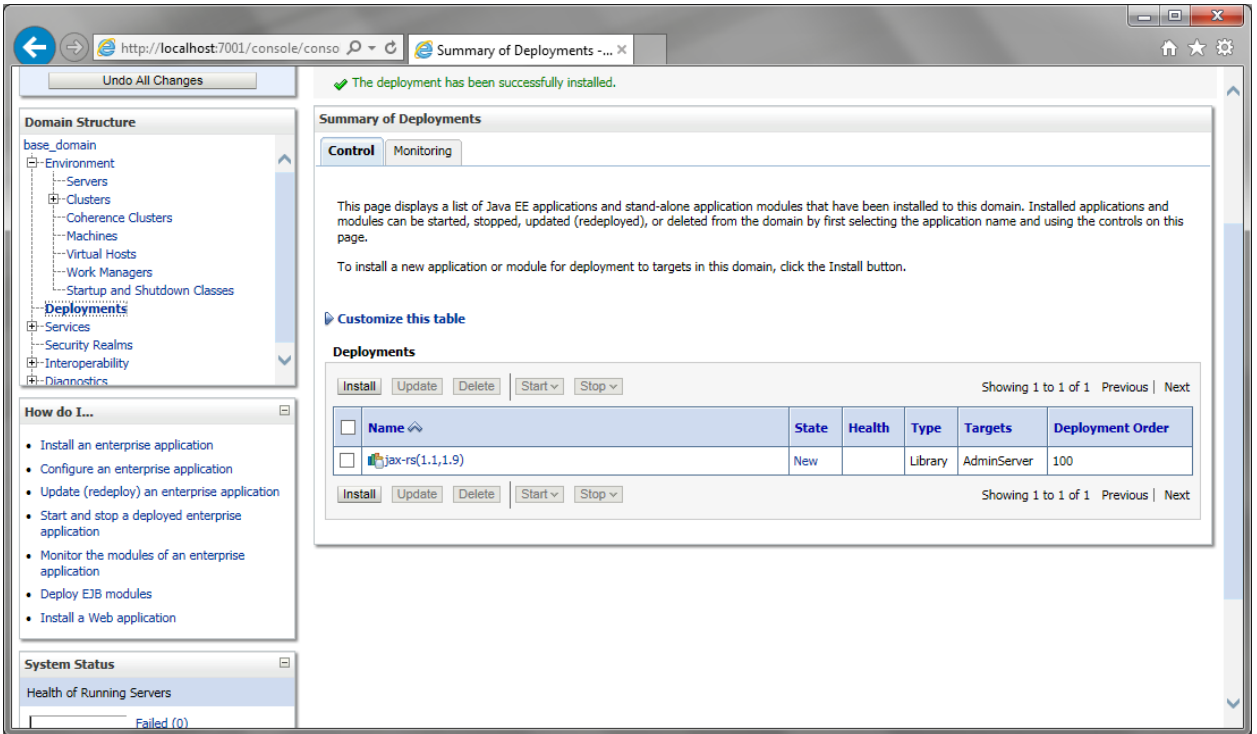 http://localhost:7001/console/conso
Summary of Deployments -...
Undo All Changes
Domain Structure
base_domain
Environment
Servers
Clusters
Coherence Clusters
Machines
Virtual Hosts
Work Managers
Startup and Shutdown Classes
Deployments
Services
Security Realms
Interoperability
Diagnostics
How do I...
Install an enterprise application
Configure an enterprise application
Update (redeploy) an enterprise application
Start and stop a deployed enterprise
application
Monitor the modules of an enterprise
application
Deploy EJB modules
Install a Web application
System Status
Health of Running Servers
Failed (0)
The deployment has been successfully installed.
Summary of Deployments
Control Monitoring
This page displays a list of Java EE applications and stand-alone application modules that have been installed to this domain. Installed applications and
modules can be started, stopped, updated (redeployed), or deleted from the domain by first selecting the application name and using the controls on this
page.
To install a new application or module for deployment to targets in this domain, click the Install button.
Customize this table
Deployments
Install Update Delete Start Stop Showing 1 to 1 of 1 Previous | Next
Name State Health Type Targets Deployment Order
jax-rs(1.1,1.9) New Library AdminServer 100
Install Update Delete Start Stop Showing 1 to 1 of 1 Previous | Next